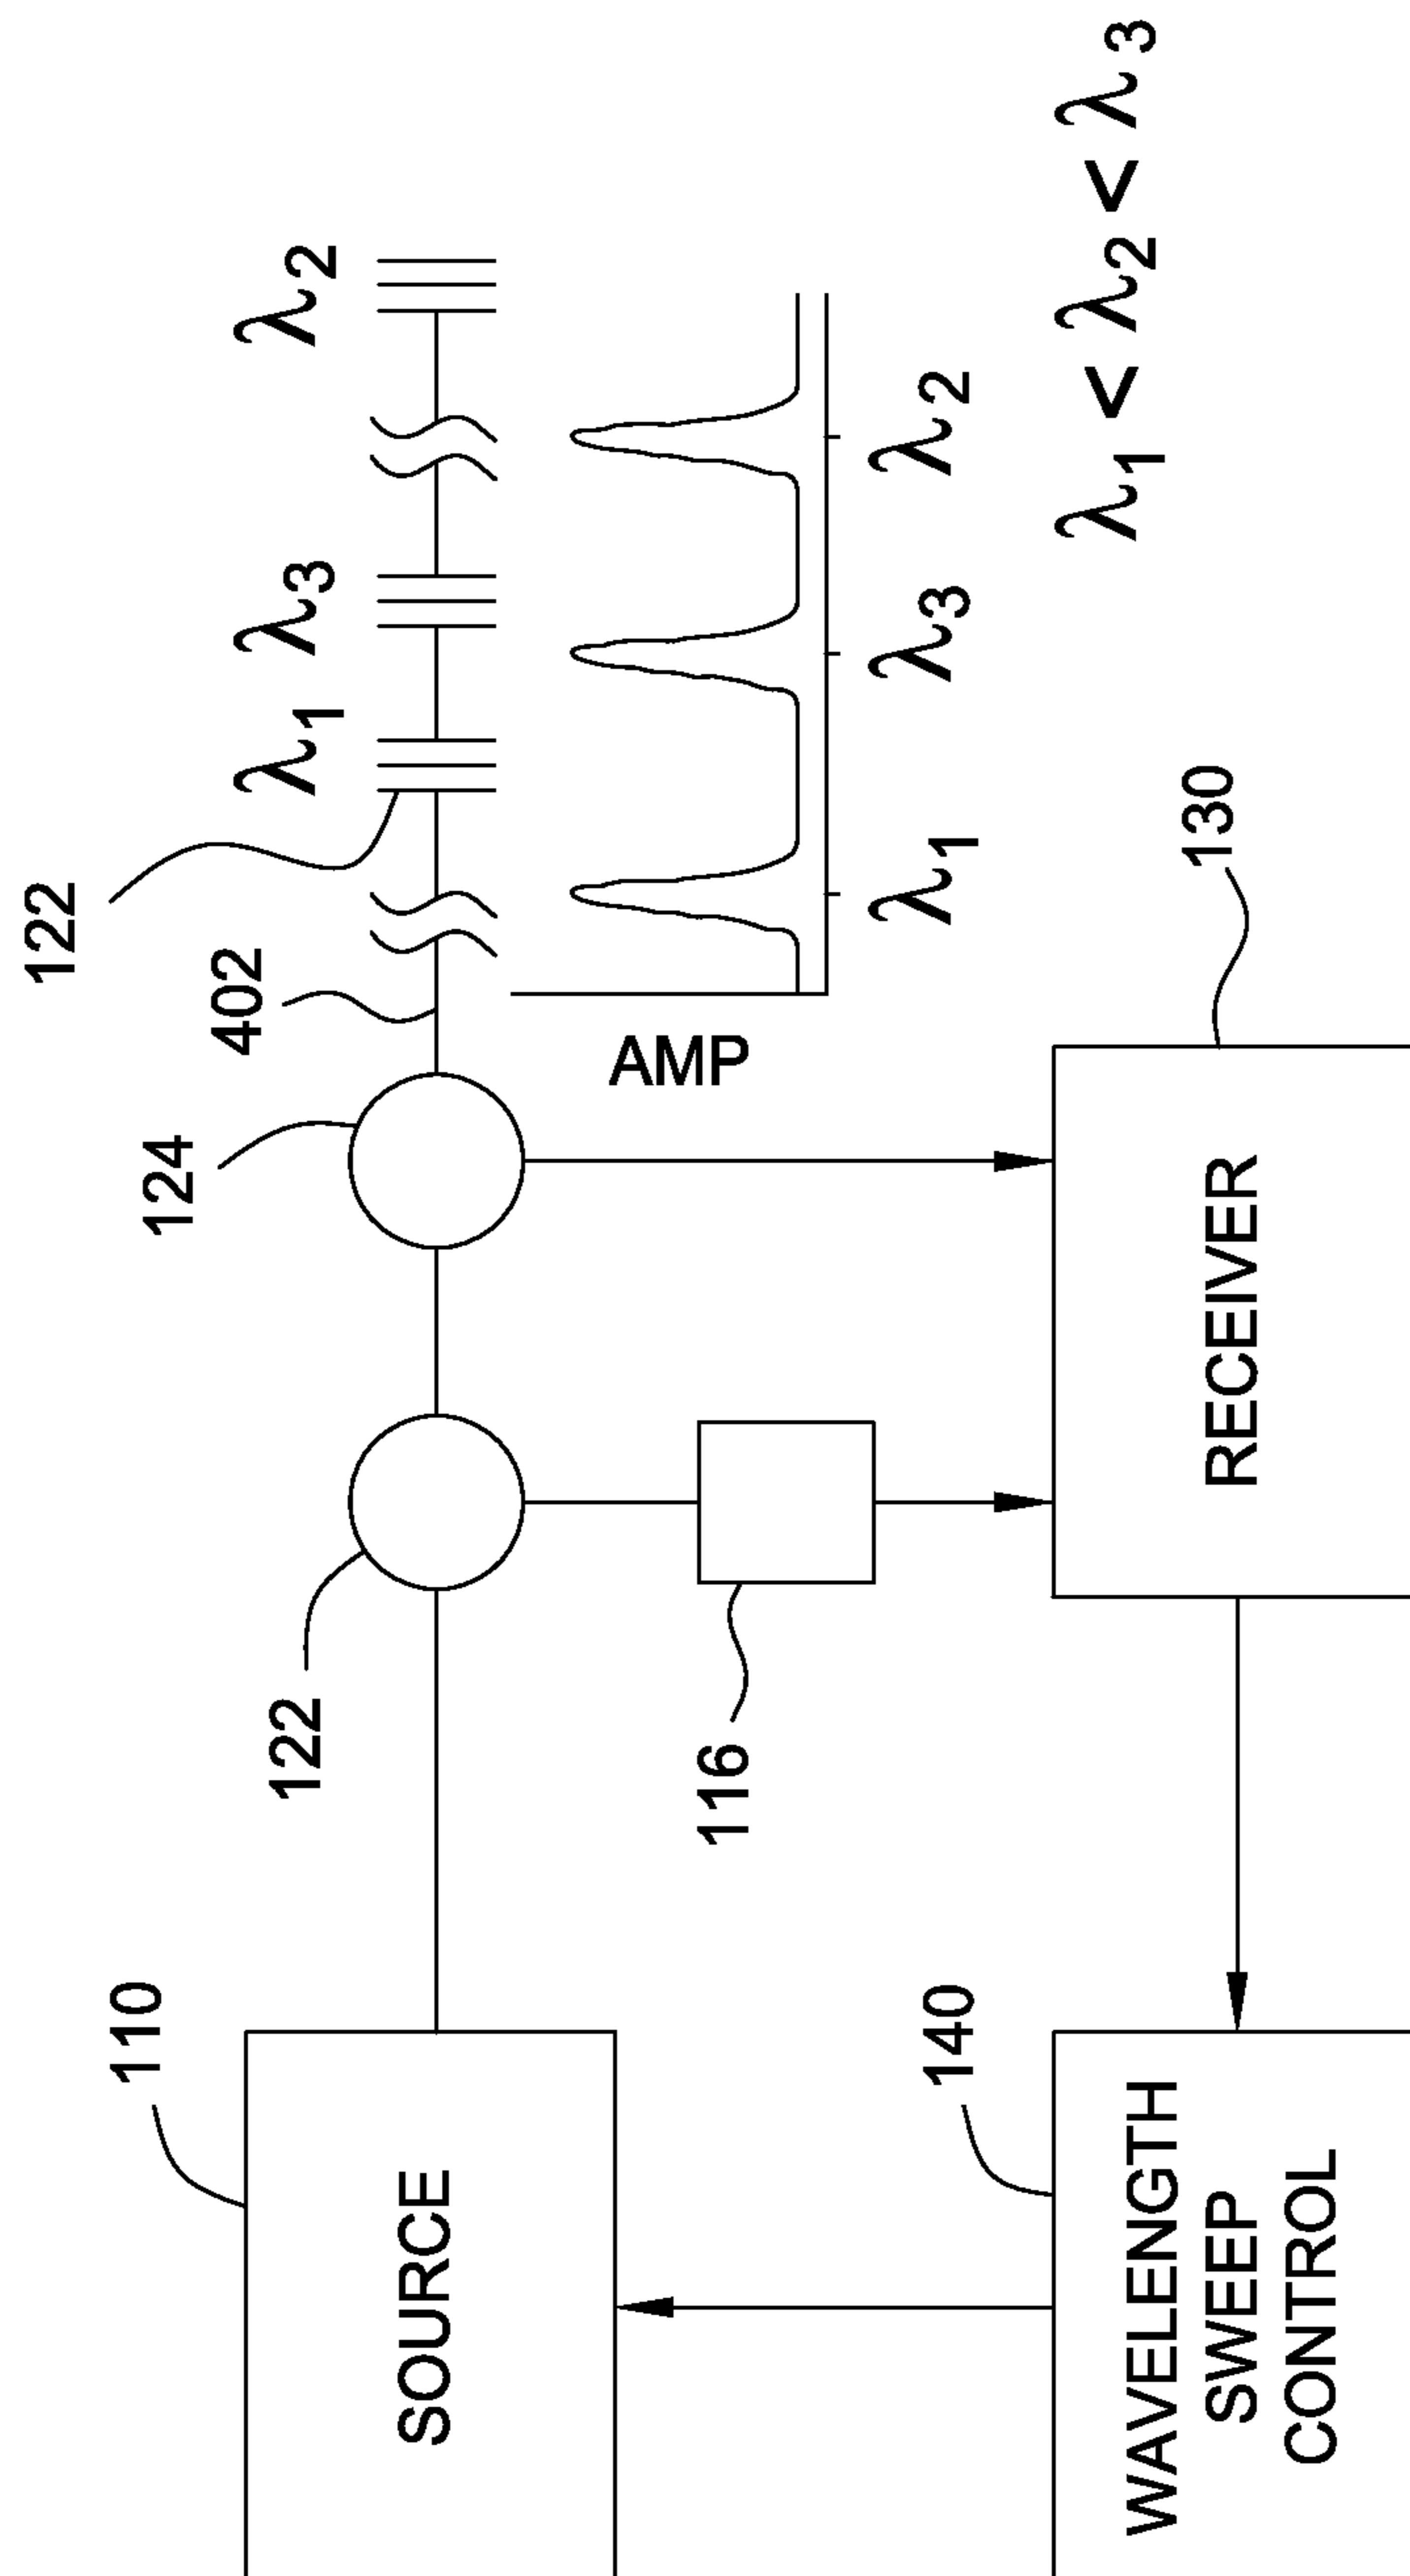 110
SOURCE
122
124
402
122
λ1
λ3
λ2
116
AMP
λ1
λ3
λ2
λ1 < λ2 < λ3
140
WAVELENGTH
SWEEP
CONTROL
130
RECEIVER